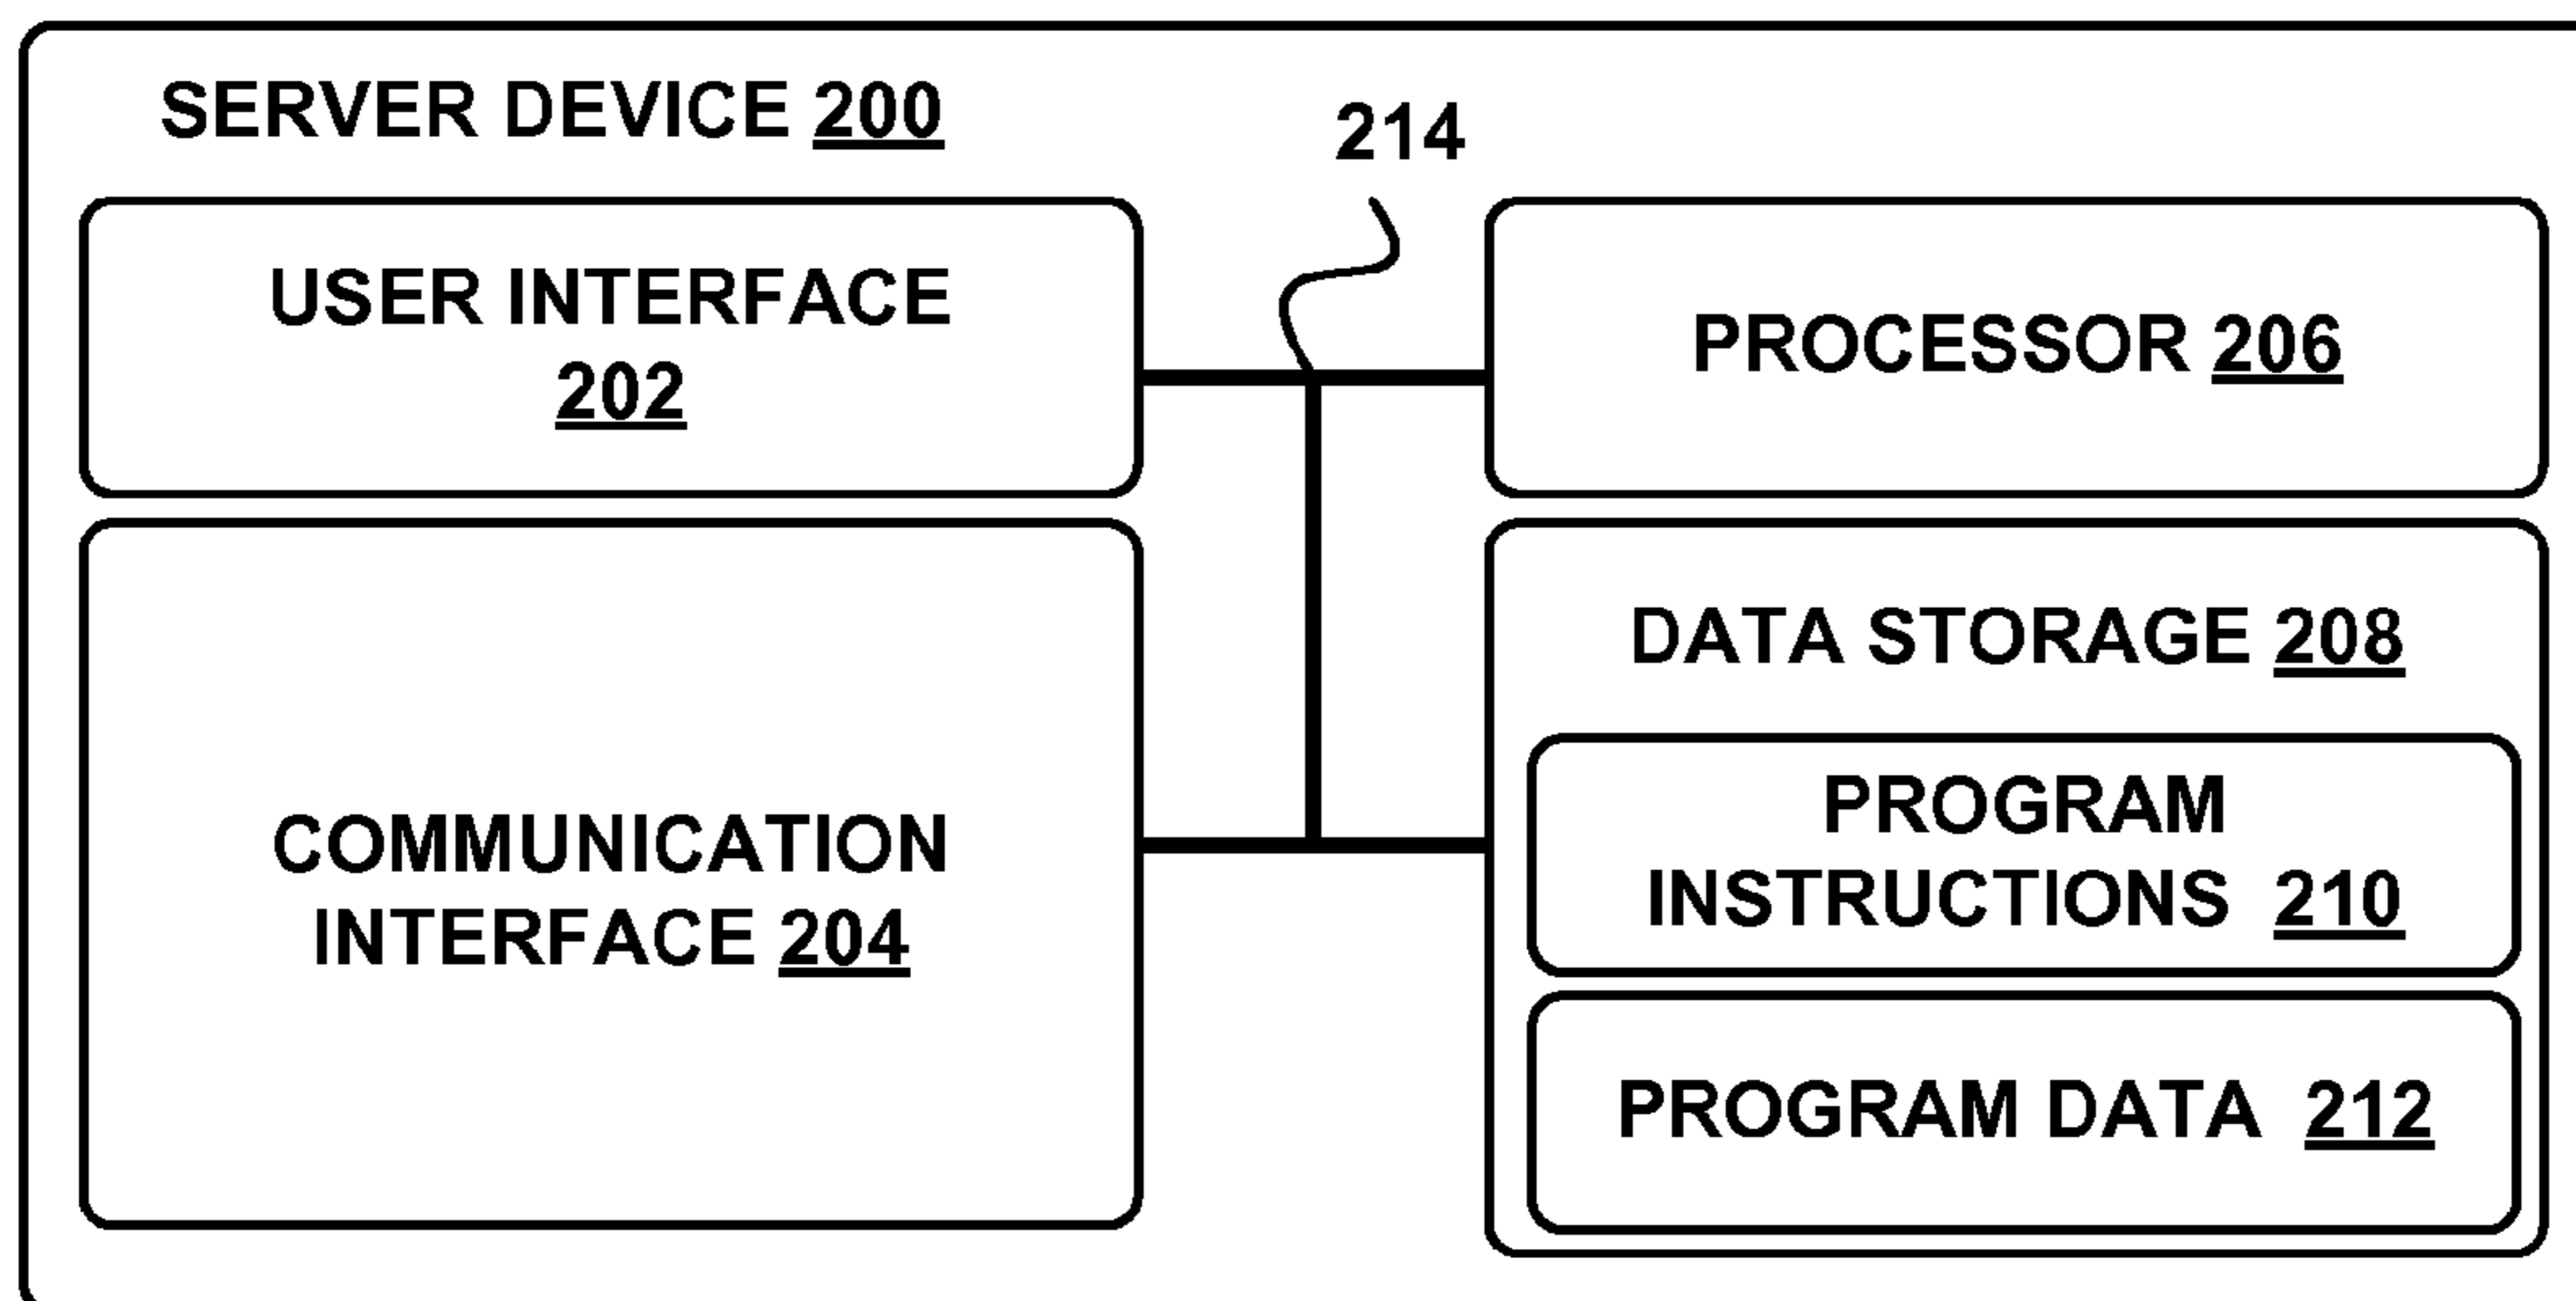 SERVER DEVICE 200
214
USER INTERFACE
202
PROCESSOR 206
COMMUNICATION
INTERFACE 204
DATA STORAGE 208
PROGRAM
INSTRUCTIONS 210
PROGRAM DATA 212